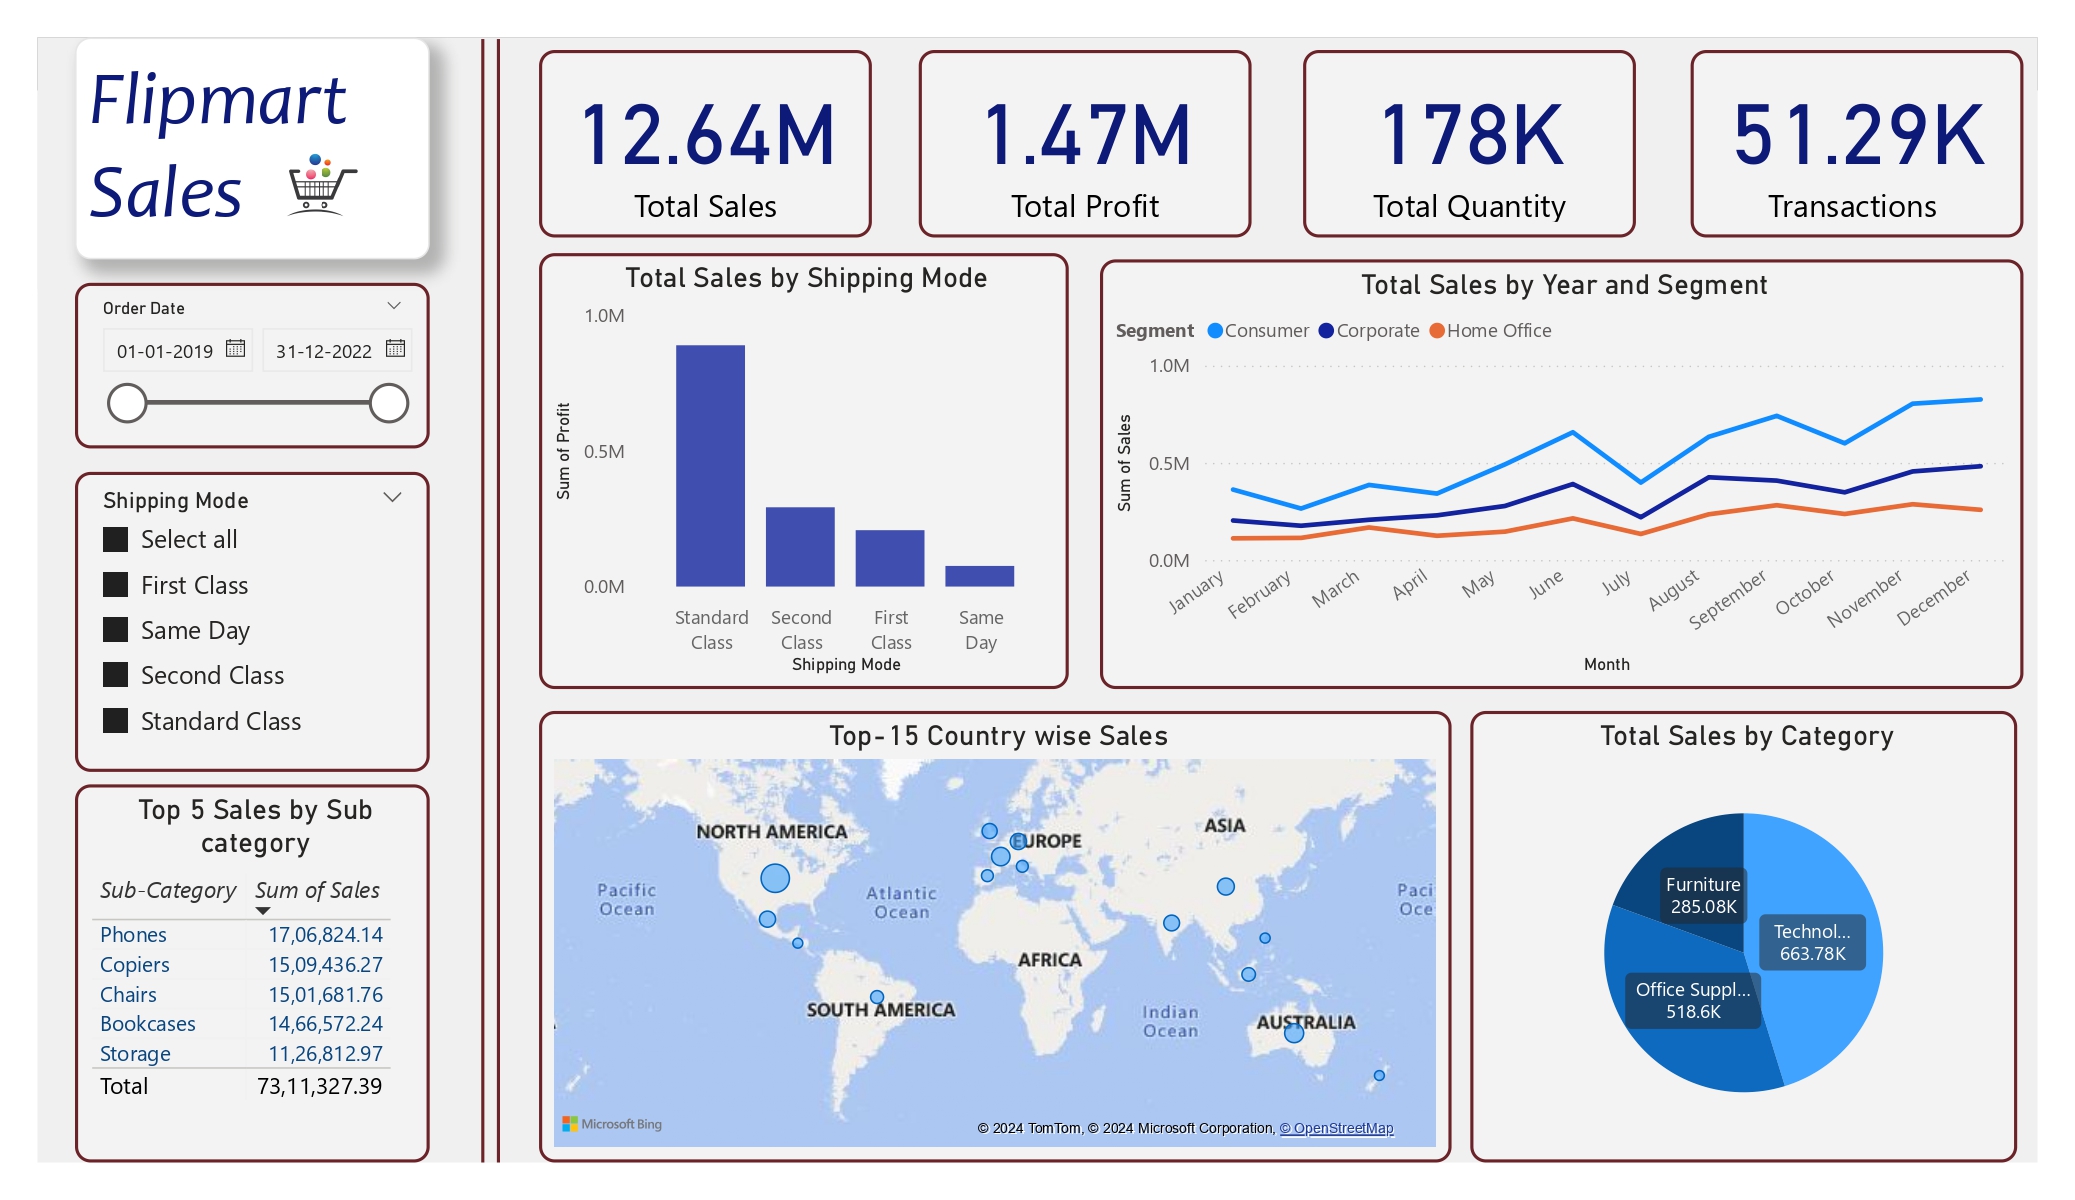 Flipmart
Sales
Order Date
01-01-2019
31-12-2022
Shipping Mode
Select all
First Class
Same Day
Second Class
Standard Class
Top 5 Sales by Sub
category
Sub-Category Sum of Sales
Phones 17,06,824.14
Copiers 15,09,436.27
Chairs 15,01,681.76
Bookcases 14,66,572.24
Storage 11,26,812.97
Total 73,11,327.39
12.64M
Total Sales
1.47M
Total Profit
178K
Total Quantity
51.29K
Transactions
Total Sales by Shipping Mode
Sum of Profit
1.0M
0.5M
0.0M
Standard
Class
Second
Class
First
Class
Same
Day
Shipping Mode
Total Sales by Year and Segment
Segment Consumer Corporate Home Office
Sum of Sales
1.0M
0.5M
0.0M
January
February
March
April
May
June
July
August
September
October
November
December
Month
Top-15 Country wise Sales
NORTH AMERICA
EUROPE
ASIA
Pacific
Ocean
Atlantic
Ocean
Paci
Oce
AFRICA
SOUTH AMERICA
Indian
Ocean
AUSTRALIA
Microsoft Bing
© 2024 TomTom, © 2024 Microsoft Corporation, © OpenStreetMap
Total Sales by Category
Furniture
285.08K
Technol...
663.78K
Office Suppl...
518.6K